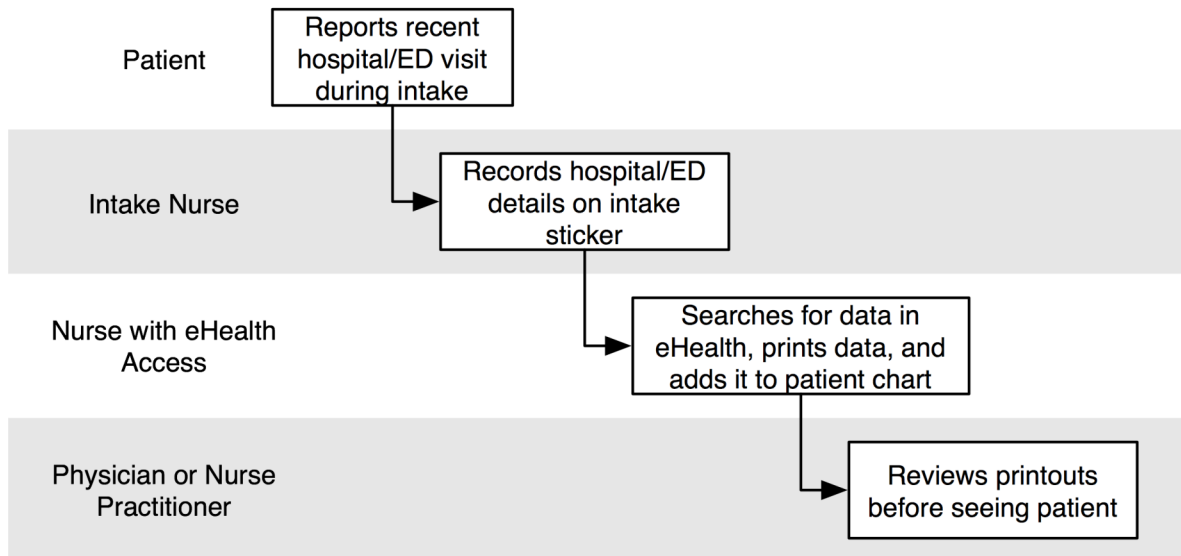 Patient
Reports recent
hospital/ED visit
during intake
Intake Nurse
Records hospital/ED
details on intake
sticker
Nurse with eHealth
Access
Searches for data in
eHealth, prints data, and
adds it to patient chart
Physician or Nurse
Practitioner
Reviews printouts
before seeing patient